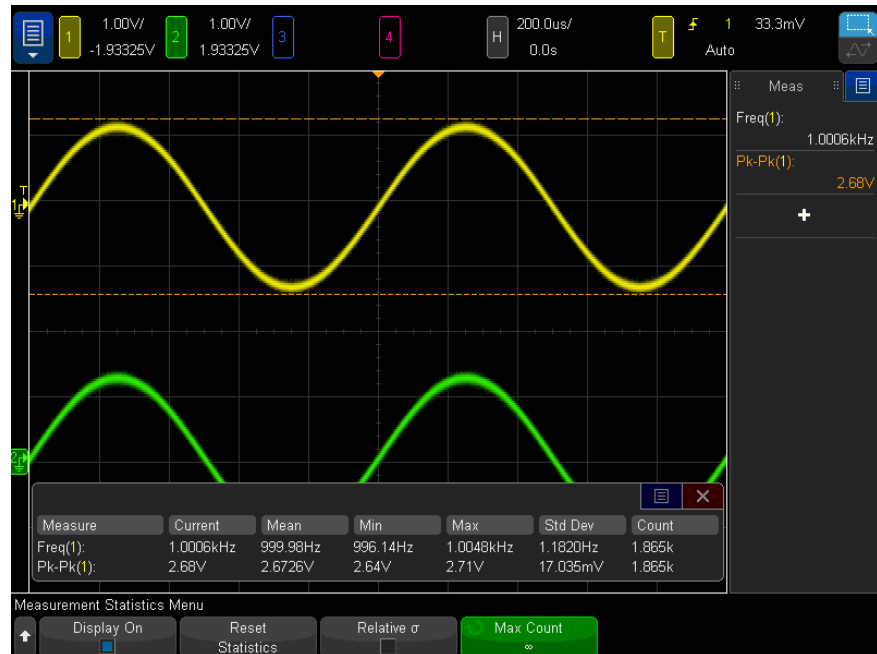 1 1.00V/ 2 1.00V/ 3 4 H 200.0us/ T 1 33.3mV
-1.93325V 1.93325V 0.0s Auto
Meas
Freq(1):
1.0006kHz
Pk-Pk(1):
2.68V
+
T
1
2
Measure Current Mean Min Max Std Dev Count
Freq(1): 1.0006kHz 999.98Hz 996.14Hz 1.0048kHz 1.1820Hz 1.865k
Pk-Pk(1): 2.68V 2.6726V 2.64V 2.71V 17.035mV 1.865k
Measurement Statistics Menu
Display On Reset Relative σ Max Count
Statistics ∞